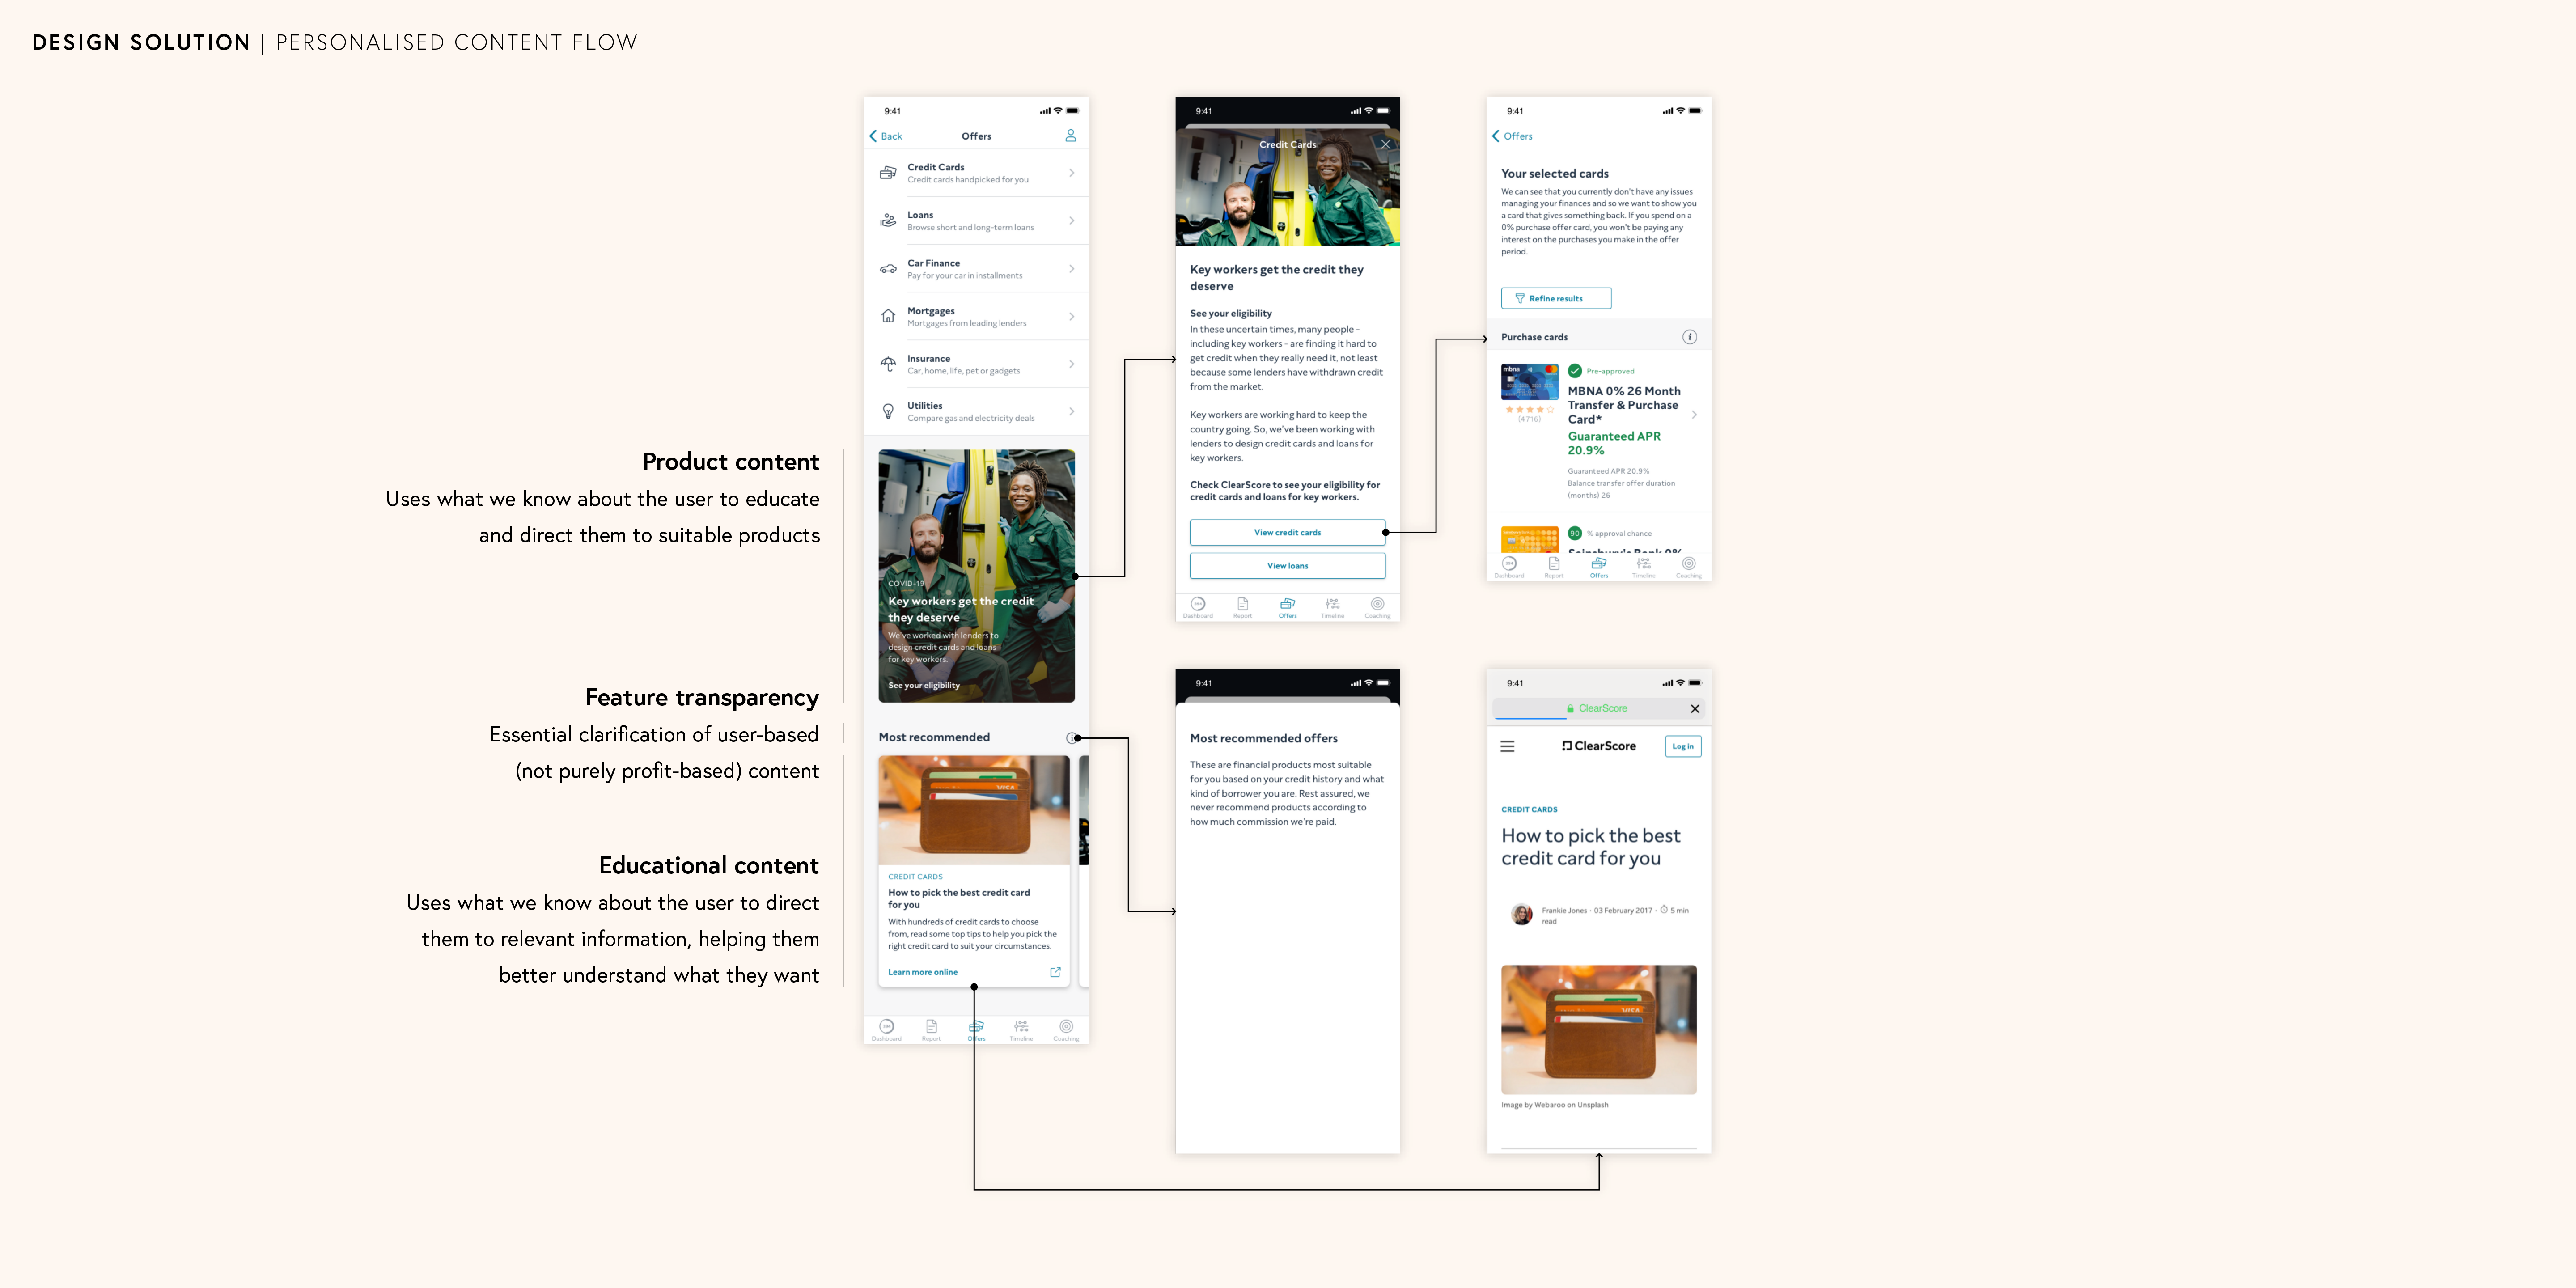 DESIGN SOLUTION | PERSONALISED CONTENT FLOW
Product content
Uses what we know about the user to educate
and direct them to suitable products
Feature transparency
Essential clarification of user-based
(not purely profit-based) content
Educational content
Uses what we know about the user to direct
them to relevant information, helping them
better understand what they want
9:41
Back
Offers
Credit Cards
Credit cards handpicked for you
Loans
Browse short and long-term loans
Car Finance
Pay for your car in installments
Mortgages
Mortgages from leading lenders
Insurance
Car, home, life, pet or gadgets
Utilities
Compare gas and electricity deals
COVID-19
Key workers get the credit
they deserve
We've worked with lenders to
design credit cards and loans
for key workers.
See your eligibility
Most recommended
VISA
CREDIT CARDS
How to pick the best credit card
for you
With hundreds of credit cards to choose
from, read some top tips to help you pick the
right credit card to suit your circumstances.
Learn more online
Dashboard Report Offers Timeline Coaching
9:41
Credit Cards
Key workers get the credit they
deserve
See your eligibility
In these uncertain times, many people -
including key workers - are finding it hard to
get credit when they really need it, not least
because some lenders have withdrawn credit
from the market.
Key workers are working hard to keep the
country going. So, we've been working with
lenders to design credit cards and loans for
key workers.
Check ClearScore to see your eligibility for
credit cards and loans for key workers.
View credit cards
View loans
Dashboard Report Offers Timeline Coaching
9:41
Offers
Your selected cards
We can see that you currently don't have any issues
managing your finances and so we want to show you
a card that gives something back. If you spend on a
0% purchase offer card, you won't be paying any
interest on the purchases you make in the offer
period.
Refine results
Purchase cards
mbna
Pre-approved
MBNA 0% 26 Month
Transfer & Purchase
Card*
(4716)
Guaranteed APR
20.9%
Guaranteed APR 20.9%
Balance transfer offer duration
(months) 26
90 % approval chance
Sainsbury's Bank 0%
Dashboard Report Offers Timeline Coaching
9:41
Most recommended offers
These are financial products most suitable
for you based on your credit history and what
kind of borrower you are. Rest assured, we
never recommend products according to
how much commission we're paid.
9:41
ClearScore
ClearScore
Log in
CREDIT CARDS
How to pick the best
credit card for you
Frankie Jones · 03 February 2017 · 5 min
read
VISA
Image by Webaroo on Unsplash